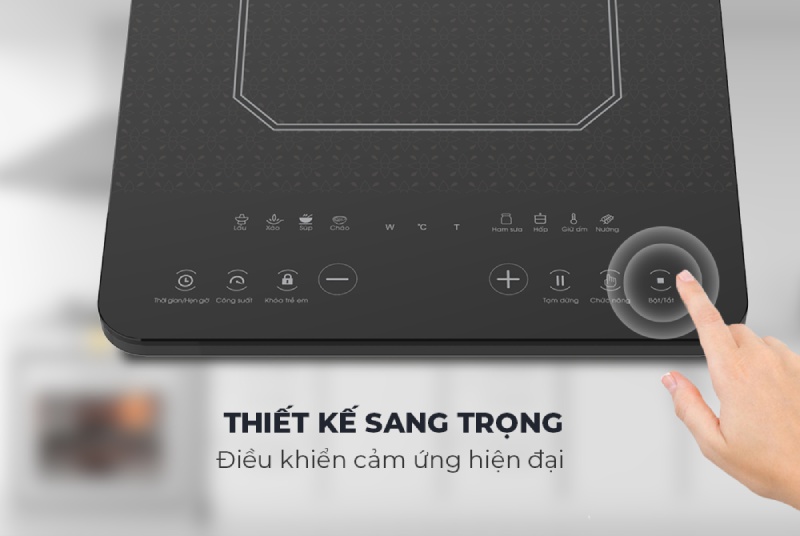 Lẩu Xào Súp Cháo W °C T Hâm sữa Hấp Giữ ấm Nướng
Thời gian/Hẹn giờ Công suất Khóa trẻ em Tạm dừng Chức năng Bật/Tắt
THIẾT KẾ SANG TRỌNG
Điều khiển cảm ứng hiện đại